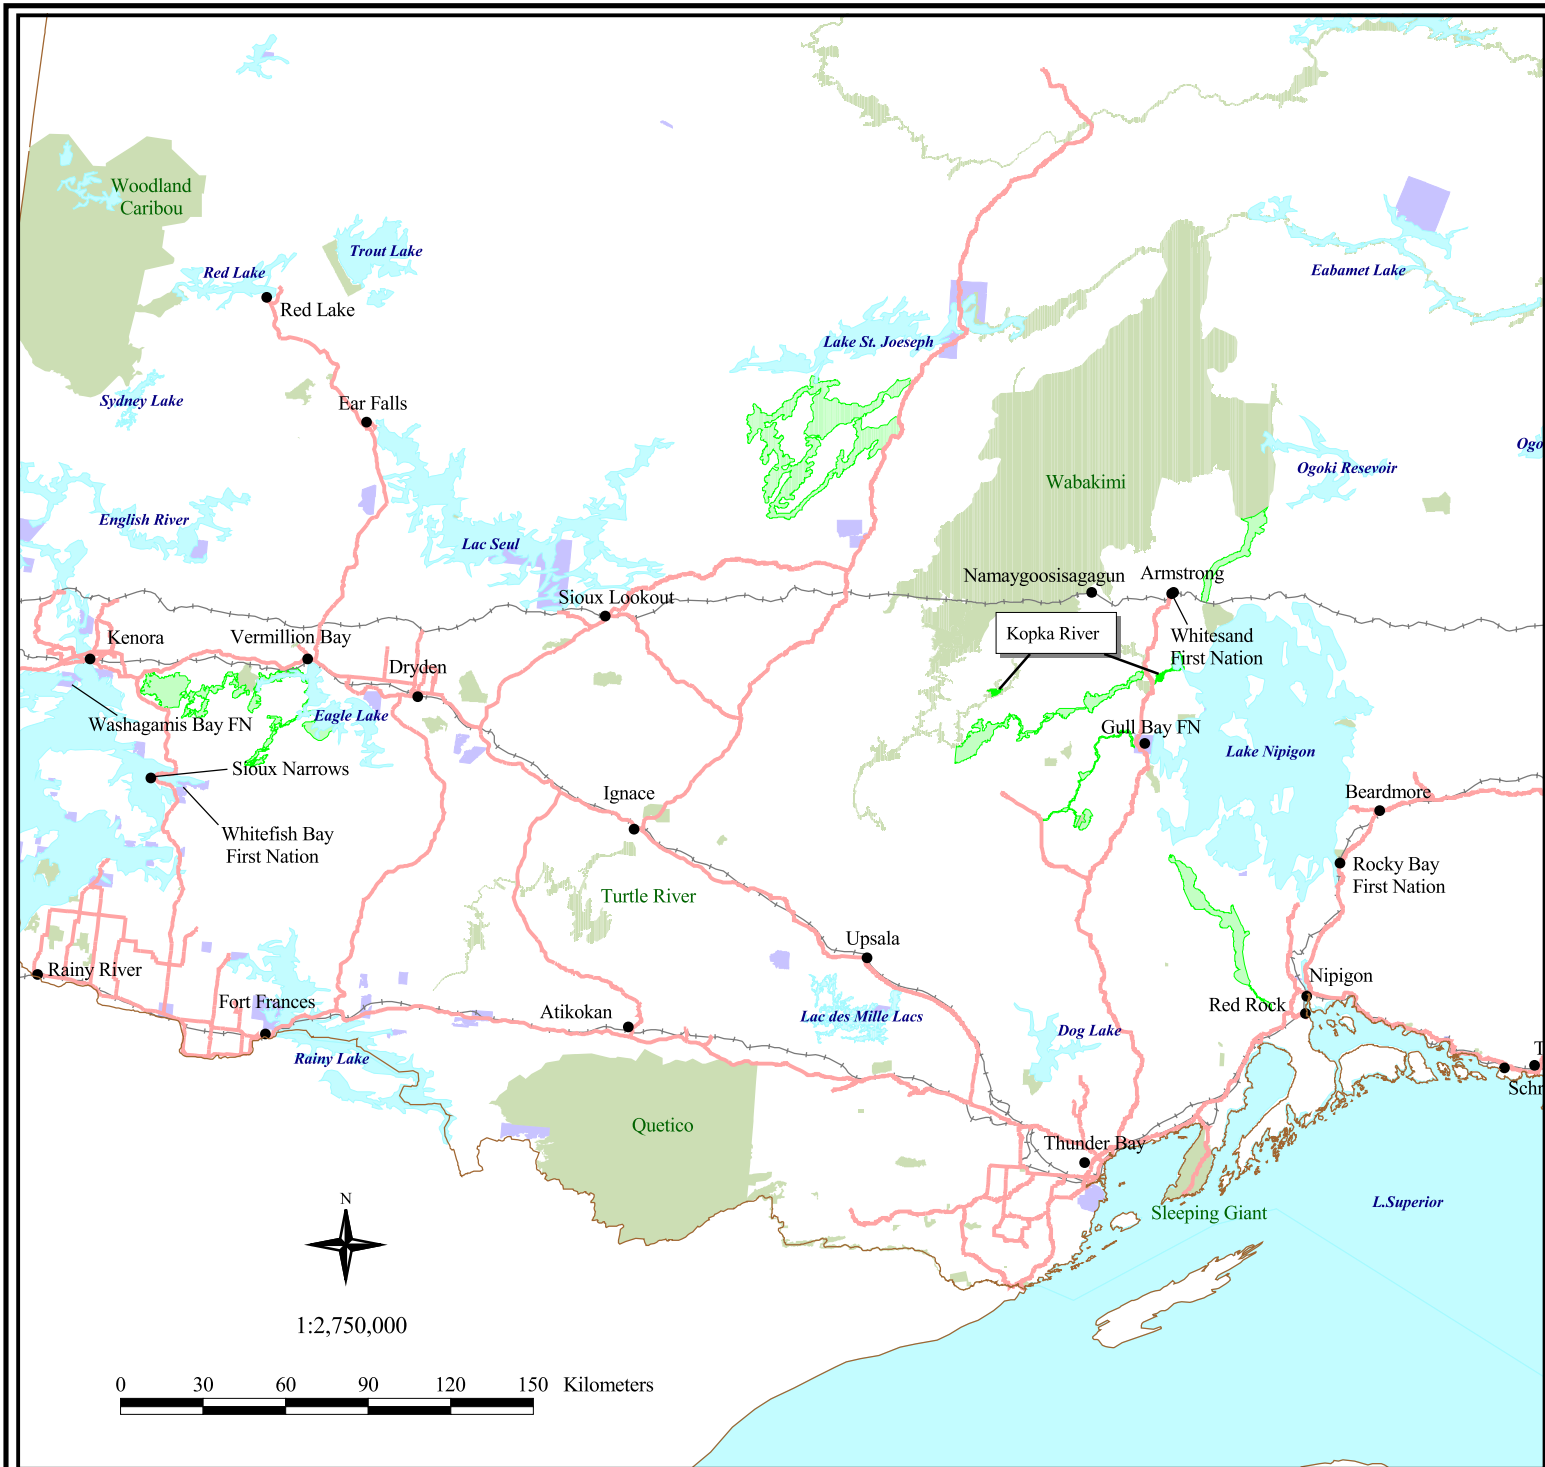 Woodland
Caribou
Trout Lake
Red Lake
Red Lake
Eabamet Lake
Lake St. Joeseph
Sydney Lake
Ear Falls
Ogo
Ogoki Resevoir
Wabakimi
English River
Lac Seul
Namaygoosisagagun
Armstrong
Sioux Lookout
Kopka River
Whitesand
First Nation
Kenora
Vermillion Bay
Dryden
Washagamis Bay FN
Eagle Lake
Gull Bay FN
Lake Nipigon
Sioux Narrows
Ignace
Beardmore
Whitefish Bay
First Nation
Rocky Bay
First Nation
Turtle River
Upsala
Rainy River
Nipigon
Fort Frances
Atikokan
Lac des Mille Lacs
Red Rock
Dog Lake
Rainy Lake
T
Schr
Quetico
Thunder Bay
Sleeping Giant
L.Superior
N
1:2,750,000
0 30 60 90 120 150 Kilometers